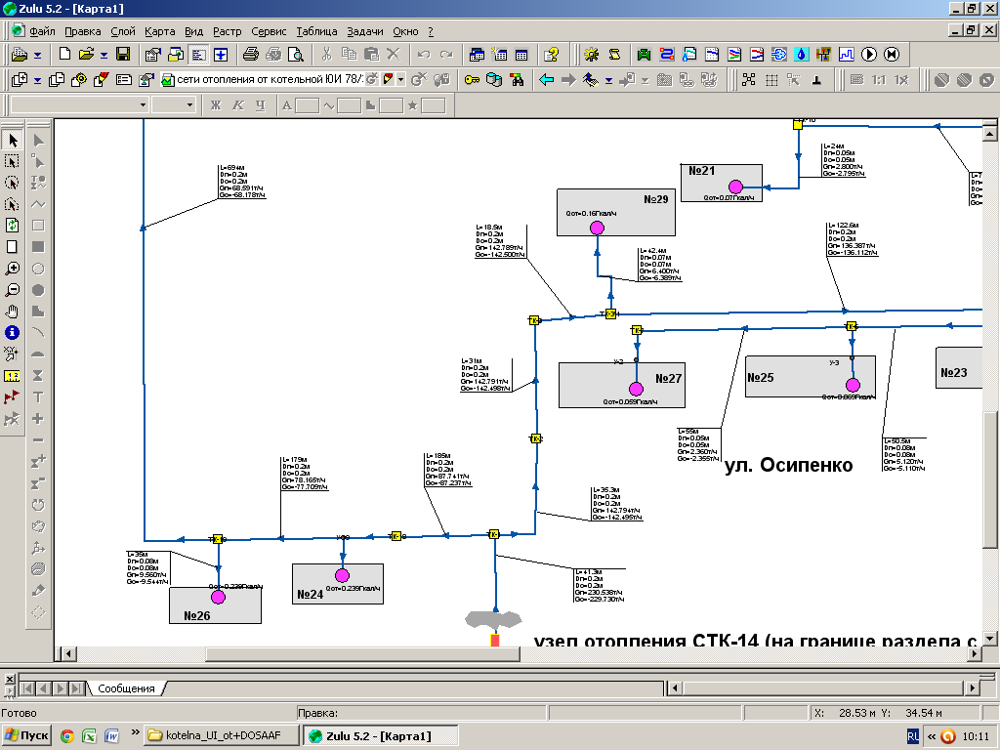 Zulu 5.2 - [Карта1]
Файл Правка Слой Карта Вид Растр Сервис Таблица Задачи Окно ?
сети отопления от котельной ЮИ 78/
Ж К Ч
A
1:1
L=694м
Dп=0.2м
Dо=0.2м
Gп=68.591т/ч
Gо=-68.178т/ч
L=24м
Dп=0.05м
Dо=0.05м
Gп=2.800т/ч
Gо=-2.795т/ч
№21
Qот=0.07Гкал/ч
№29
Qот=0.16Гкал/ч
L=18.5м
Dп=0.2м
Dо=0.2м
Gп=142.789т/ч
Gо=-142.500т/ч
L=42.4м
Dп=0.07м
Dо=0.07м
Gп=6.400т/ч
Gо=-6.389т/ч
L=122.6м
Dп=0.2м
Dо=0.2м
Gп=136.387т/ч
Gо=-136.112т/ч
L=31м
Dп=0.2м
Dо=0.2м
Gп=142.791т/ч
Gо=-142.498т/ч
У-2
№27
Qот=0.059Гкал/ч
У-3
№25
Qот=0.069Гкал/ч
№23
L=55м
Dп=0.05м
Dо=0.05м
Gп=2.360т/ч
Gо=-2.355т/ч
L=50.5м
Dп=0.08м
Dо=0.08м
Gп=5.120т/ч
Gо=-5.110т/ч
ул. Осипенко
L=179м
Dп=0.2м
Dо=0.2м
Gп=78.165т/ч
Gо=-77.709т/ч
L=185м
Dп=0.2м
Dо=0.2м
Gп=87.741т/ч
Gо=-87.237т/ч
L=35.3м
Dп=0.2м
Dо=0.2м
Gп=142.794т/ч
Gо=-142.495т/ч
L=35м
Dп=0.08м
Dо=0.08м
Gп=9.560т/ч
Gо=-9.544т/ч
Qот=0.239Гкал/ч
№26
Qот=0.239Гкал/ч
№24
L=41.3м
Dп=0.2м
Dо=0.2м
Gп=230.538т/ч
Gо=-229.730т/ч
узел отопления СТК-14 (на границе раздела с
Сообщения
Готово
Правка:
X: 28.53 м Y: 34.54 м
Пуск
»
kotelna_UI_ot+DOSAAF
Zulu 5.2 - [Карта1]
RU
«
10:11